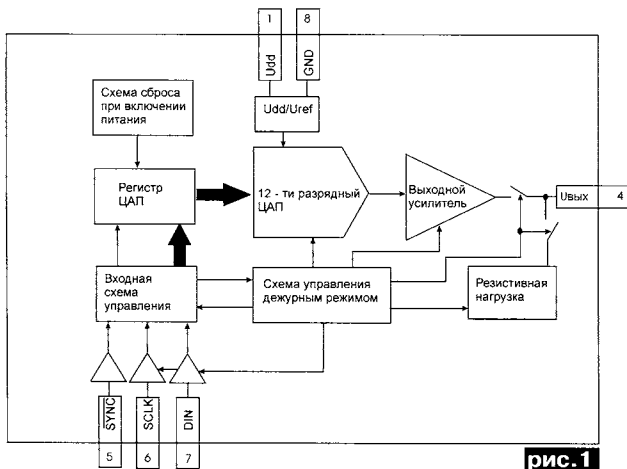 1
8
Udd
GND
Схема сброса
при включении
питания
Udd/Uref
Регистр
ЦАП
12 - ти разрядный
ЦАП
Выходной
усилитель
Uвых 4
Входная
схема
управления
Схема управления
дежурным режимом
Резистивная
нагрузка
SYNC
SCLK
DIN
5
6
7
рис.1